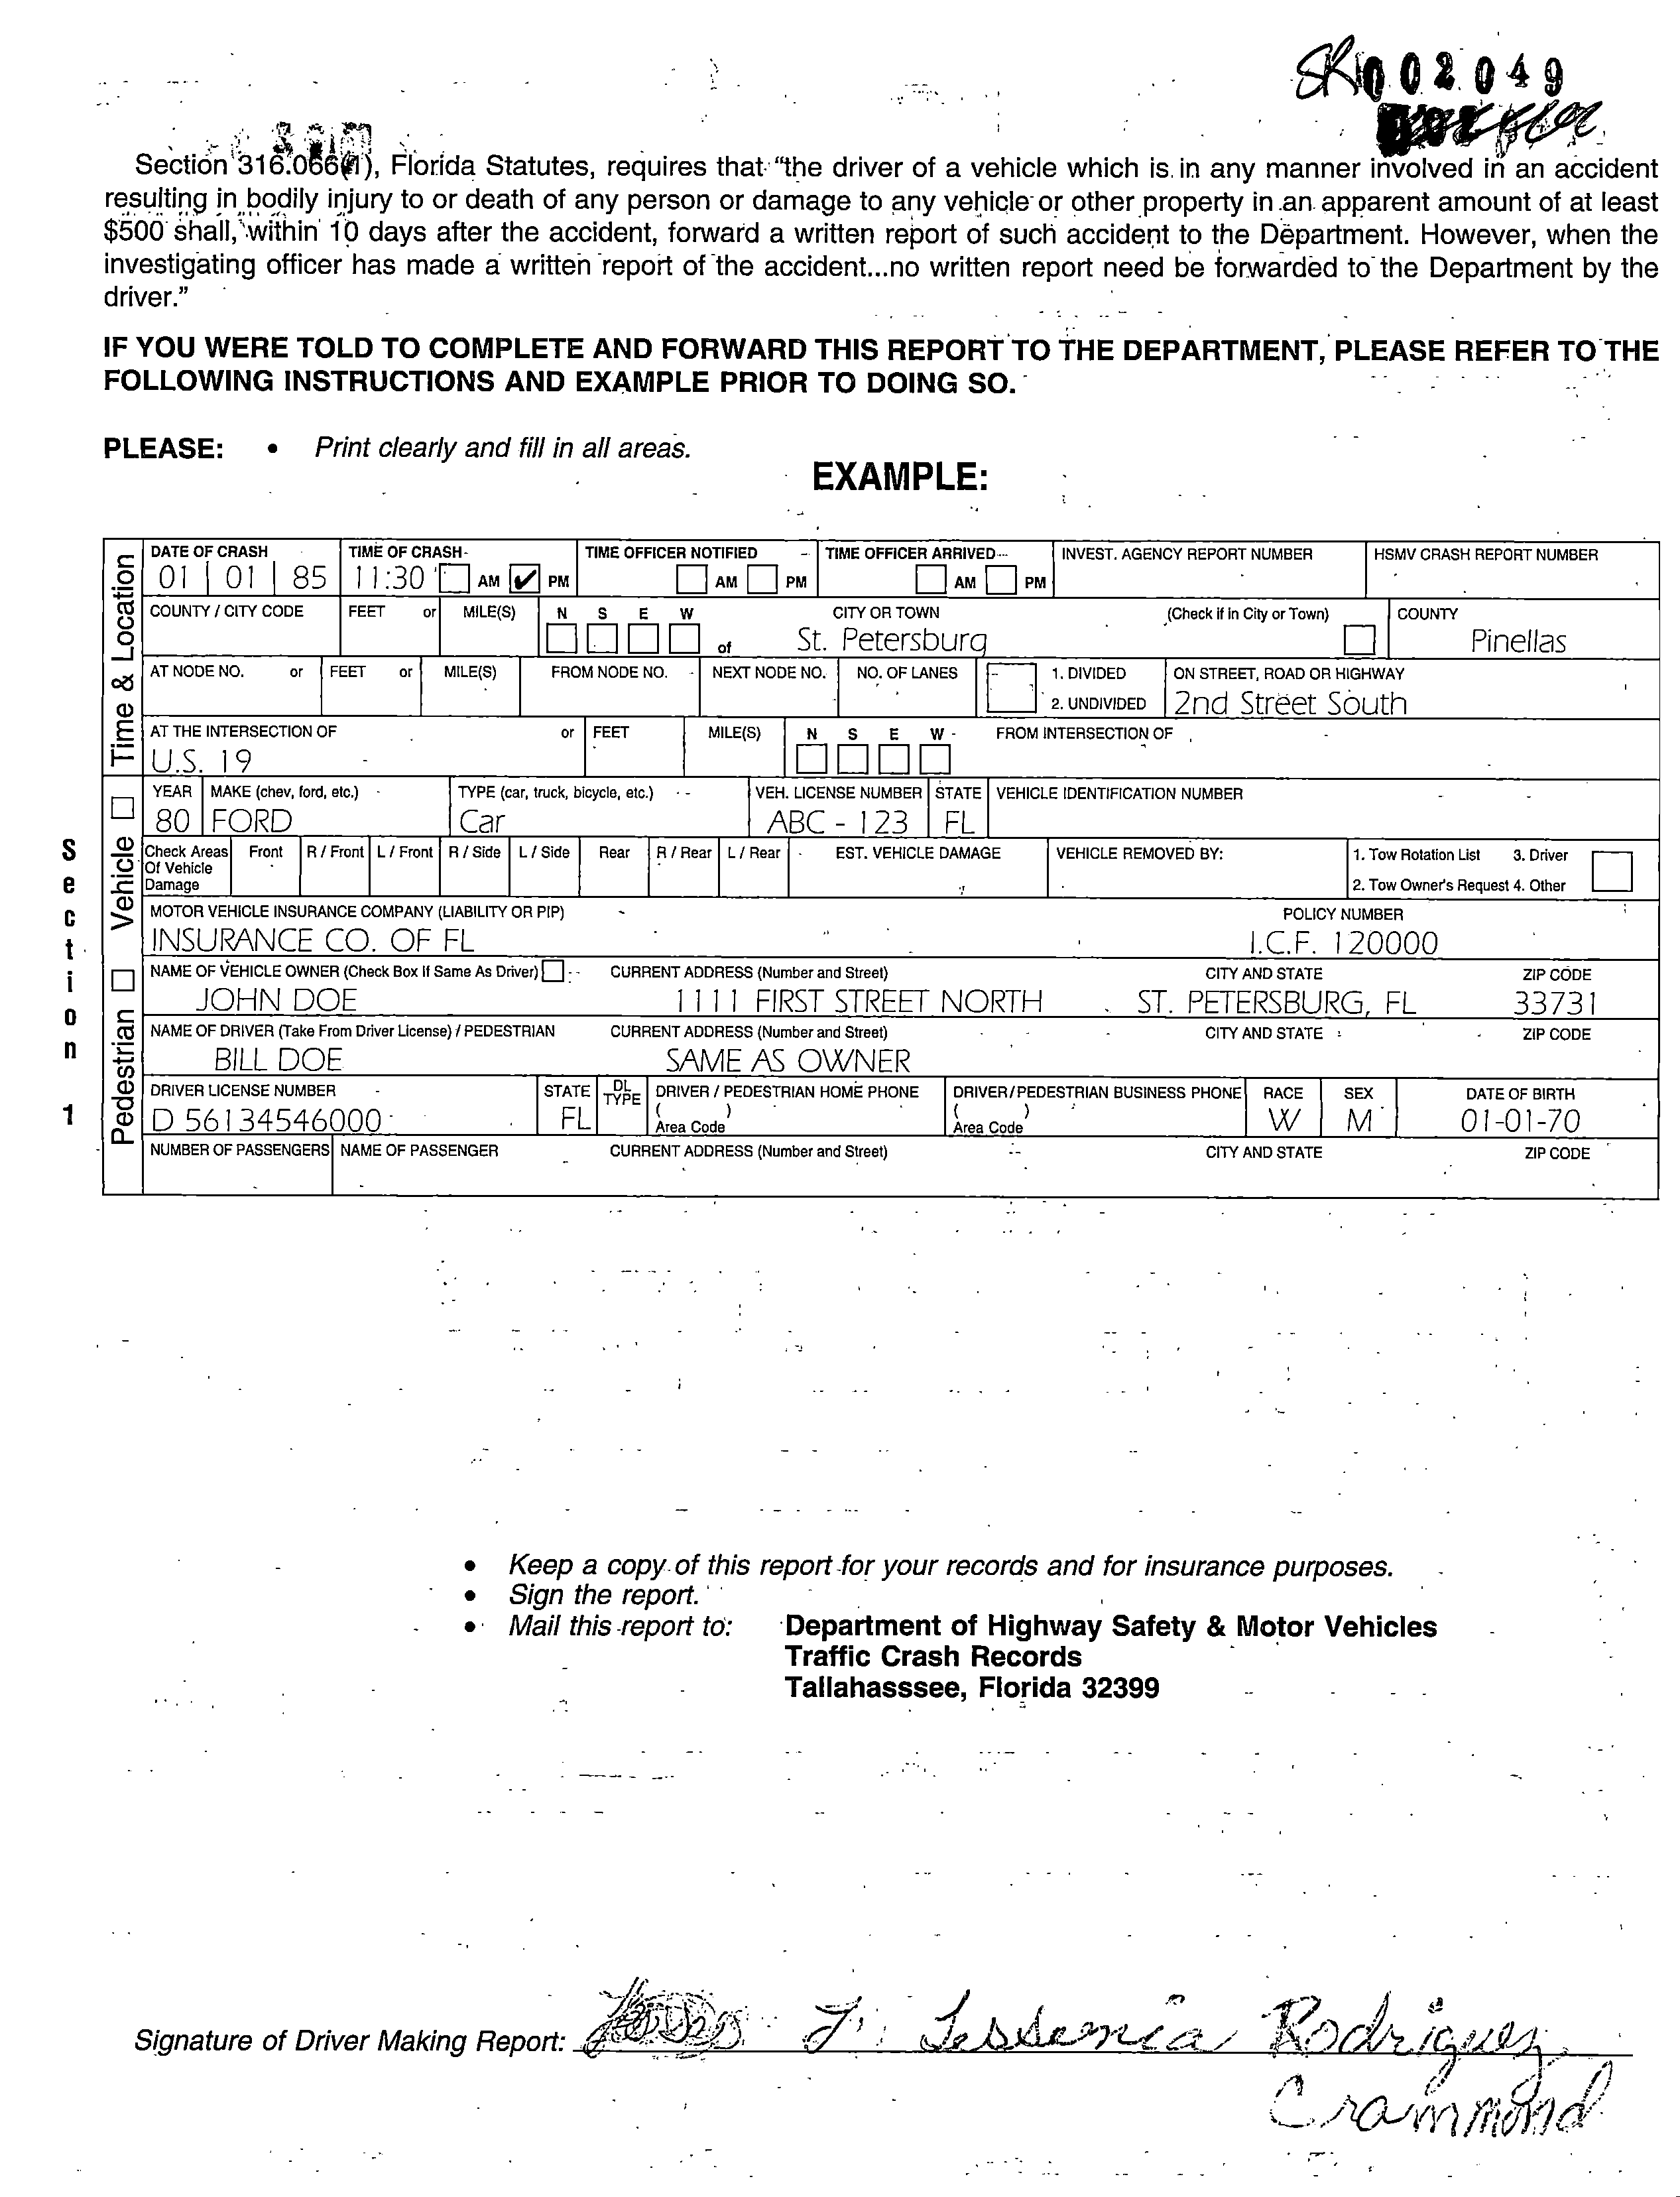 SK 002049
Section 316.066(1), Florida Statutes, requires that "the driver of a vehicle which is in any manner involved in an accident
resulting in bodily injury to or death of any person or damage to any vehicle or other property in an apparent amount of at least
$500 shall, within 10 days after the accident, forward a written report of such accident to the Department. However, when the
investigating officer has made a written report of the accident...no written report need be forwarded to the Department by the
driver."
IF YOU WERE TOLD TO COMPLETE AND FORWARD THIS REPORT TO THE DEPARTMENT, PLEASE REFER TO THE
FOLLOWING INSTRUCTIONS AND EXAMPLE PRIOR TO DOING SO.
PLEASE: • Print clearly and fill in all areas.
EXAMPLE:
Section 1
Time & Location
DATE OF CRASH TIME OF CRASH TIME OFFICER NOTIFIED TIME OFFICER ARRIVED INVEST. AGENCY REPORT NUMBER HSMV CRASH REPORT NUMBER
01 01 85 11:30 AM ✔ PM AM PM AM PM
COUNTY / CITY CODE FEET or MILE(S) N S E W CITY OR TOWN (Check if in City or Town) COUNTY
of St. Petersburg Pinellas
AT NODE NO. or FEET or MILE(S) FROM NODE NO. NEXT NODE NO. NO. OF LANES 1. DIVIDED ON STREET, ROAD OR HIGHWAY
2. UNDIVIDED 2nd Street South
AT THE INTERSECTION OF or FEET MILE(S) N S E W FROM INTERSECTION OF
U.S. 19
Vehicle
YEAR MAKE (chev, ford, etc.) TYPE (car, truck, bicycle, etc.) VEH. LICENSE NUMBER STATE VEHICLE IDENTIFICATION NUMBER
80 FORD Car ABC - 123 FL
Check Areas Front R / Front L / Front R / Side L / Side Rear R / Rear L / Rear EST. VEHICLE DAMAGE VEHICLE REMOVED BY: 1. Tow Rotation List 3. Driver
Of Vehicle
Damage 2. Tow Owner's Request 4. Other
MOTOR VEHICLE INSURANCE COMPANY (LIABILITY OR PIP) POLICY NUMBER
INSURANCE CO. OF FL I.C.F. 120000
Pedestrian
NAME OF VEHICLE OWNER (Check Box If Same As Driver) CURRENT ADDRESS (Number and Street) CITY AND STATE ZIP CODE
JOHN DOE 1111 FIRST STREET NORTH ST. PETERSBURG, FL 33731
NAME OF DRIVER (Take From Driver License) / PEDESTRIAN CURRENT ADDRESS (Number and Street) CITY AND STATE ZIP CODE
BILL DOE SAME AS OWNER
DRIVER LICENSE NUMBER STATE DL TYPE DRIVER / PEDESTRIAN HOME PHONE DRIVER/PEDESTRIAN BUSINESS PHONE RACE SEX DATE OF BIRTH
D 56134546000 FL ( ) Area Code ( ) Area Code W M 01-01-70
NUMBER OF PASSENGERS NAME OF PASSENGER CURRENT ADDRESS (Number and Street) CITY AND STATE ZIP CODE
• Keep a copy of this report for your records and for insurance purposes.
• Sign the report.
• Mail this report to: Department of Highway Safety & Motor Vehicles
Traffic Crash Records
Tallahasssee, Florida 32399
Signature of Driver Making Report: Rodriguez
Crammond